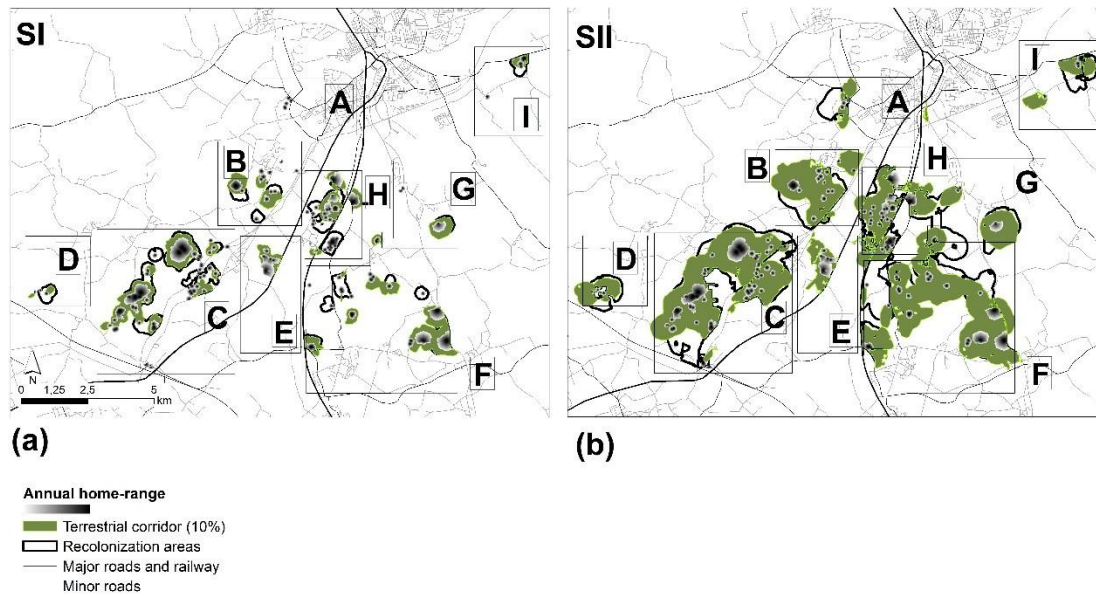 SI
A
I
B
H
G
D
C
E
F
N
0 1,25 2,5 5
km
(a)
SII
I
A
B
H
G
D
C
E
F
(b)
Annual home-range
Terrestrial corridor (10%)
Recolonization areas
Major roads and railway
Minor roads